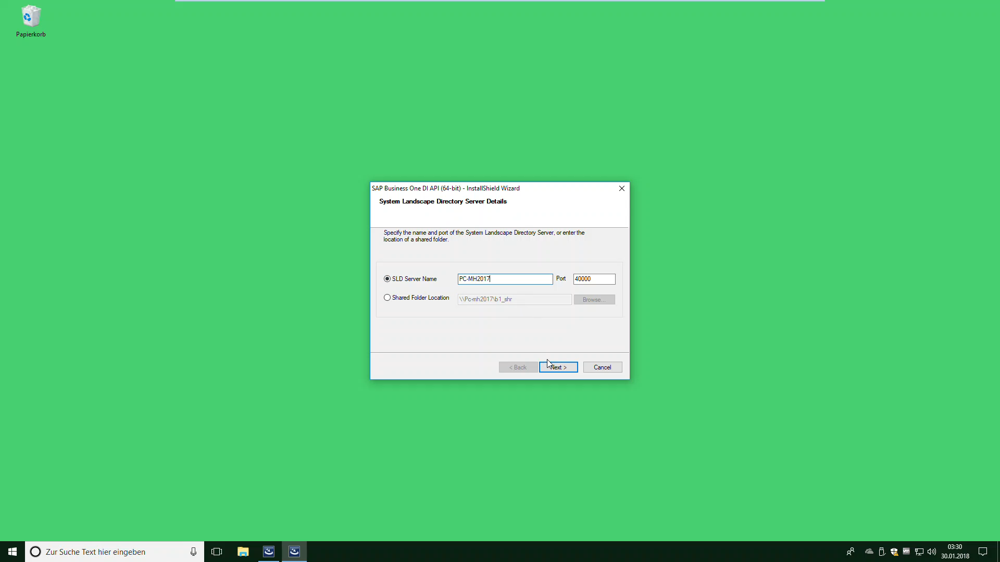 Papierkorb
SAP Business One DI API (64-bit) - InstallShield Wizard
System Landscape Directory Server Details
Specify the name and port of the System Landscape Directory Server, or enter the
location of a shared folder.
SLD Server Name PC-MH2017 Port 40000
Shared Folder Location \\Pc-mh2017\b1_shr Browse...
< Back Next > Cancel
Zur Suche Text hier eingeben
vm
03:30
30.01.2018